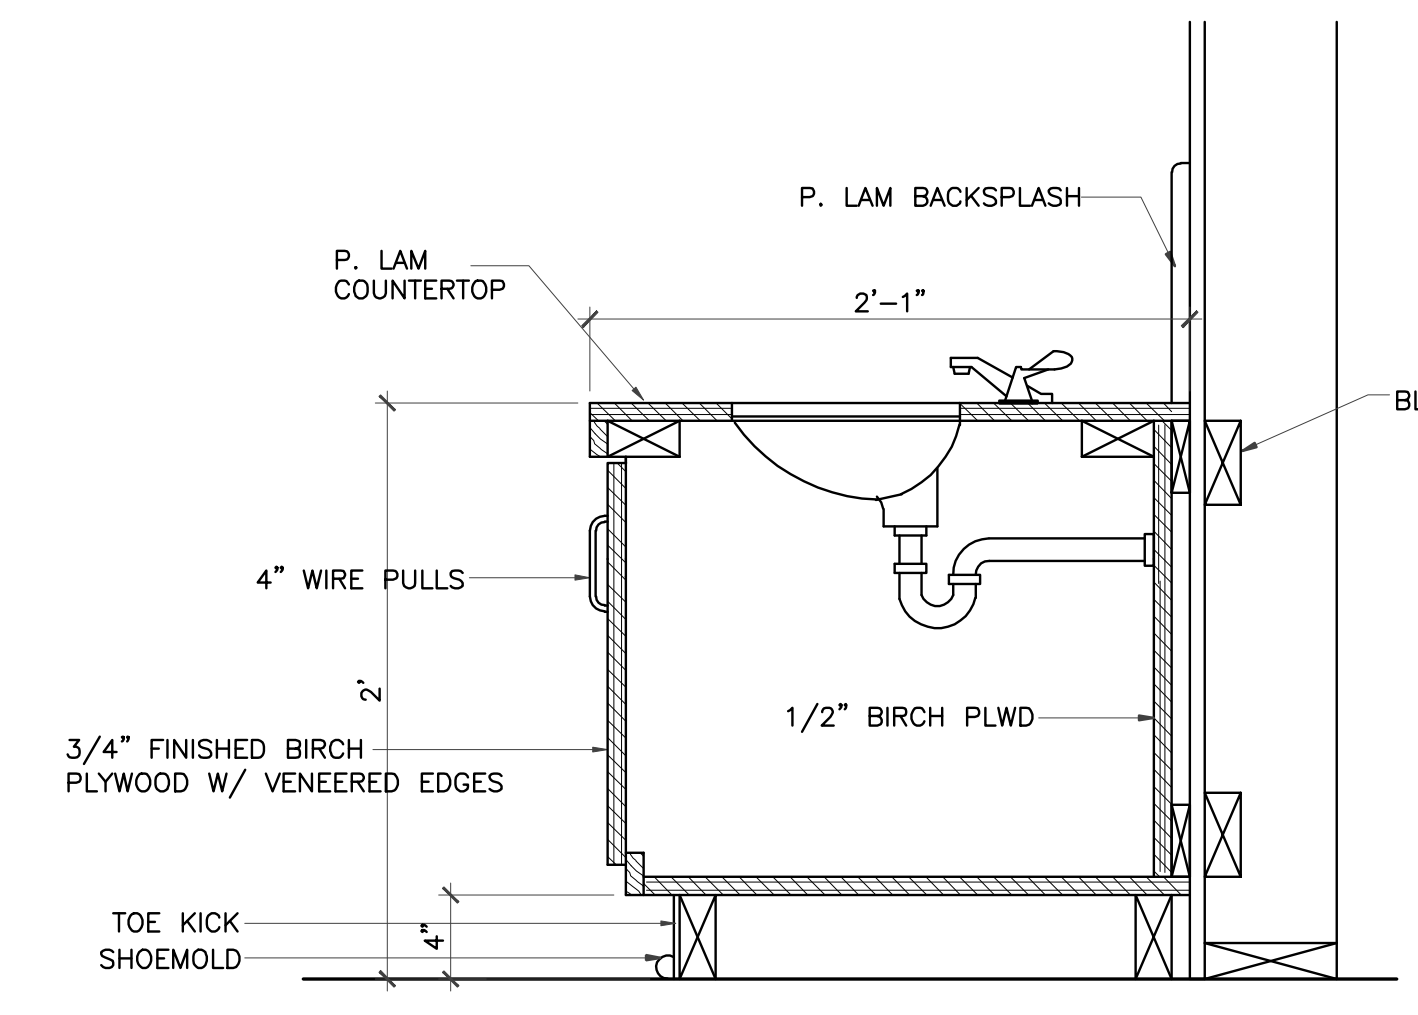 P. LAM BACKSPLASH
P. LAM
COUNTERTOP
2'-1"
4" WIRE PULLS
2'
1/2" BIRCH PLWD
3/4" FINISHED BIRCH
PLYWOOD W/ VENEERED EDGES
TOE KICK
4"
SHOEMOLD